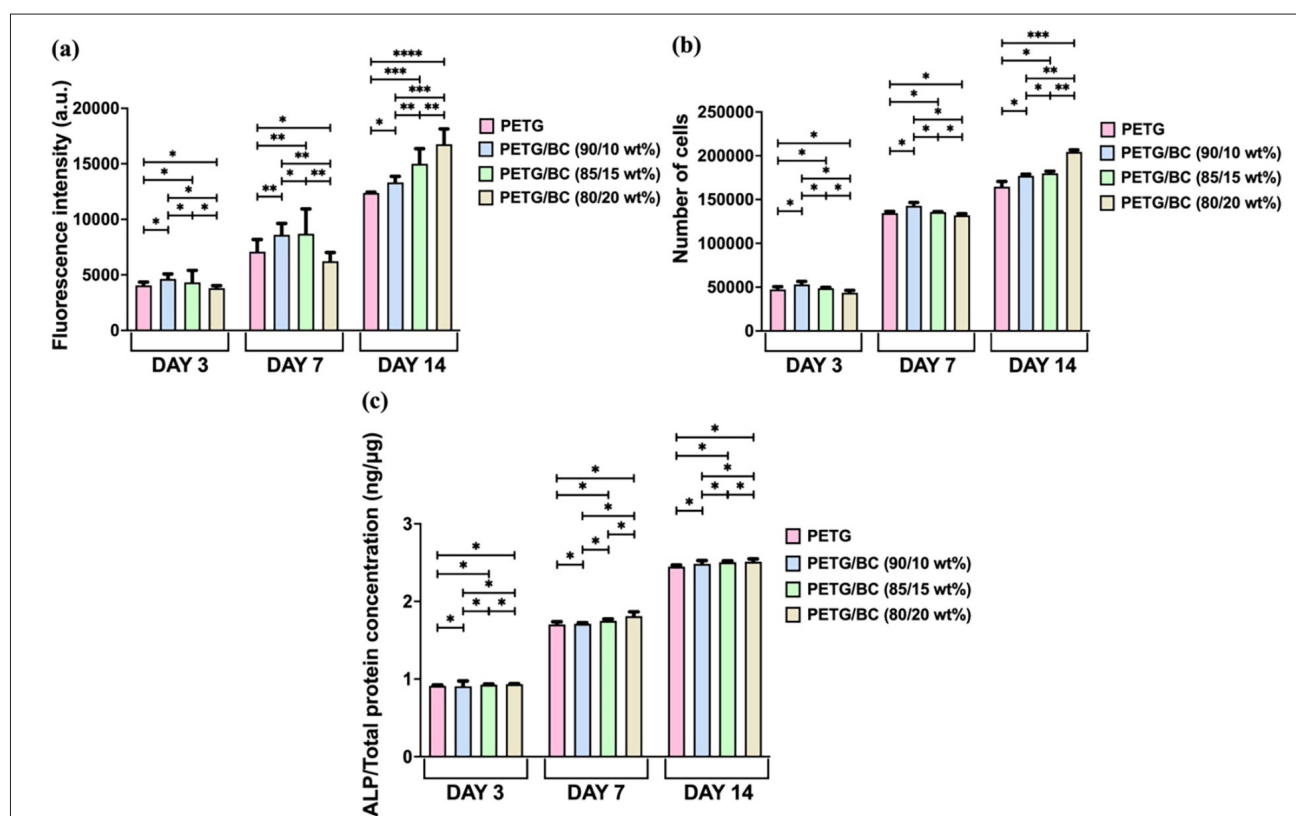 (a)
Fluorescence intensity (a.u.)
20000
15000
10000
5000
0
* * * * * *
* ** ** ** * **
**** *** *** ** ** *
DAY 3
DAY 7
DAY 14
PETG
PETG/BC (90/10 wt%)
PETG/BC (85/15 wt%)
PETG/BC (80/20 wt%)
(b)
Number of cells
250000
200000
150000
100000
50000
0
* * * * * *
* * * * * *
*** * ** * ** *
DAY 3
DAY 7
DAY 14
PETG
PETG/BC (90/10 wt%)
PETG/BC (85/15 wt%)
PETG/BC (80/20 wt%)
(c)
ALP/Total protein concentration (ng/µg)
3
2
1
0
* * * * * *
* * * * * *
* * * * * *
DAY 3
DAY 7
DAY 14
PETG
PETG/BC (90/10 wt%)
PETG/BC (85/15 wt%)
PETG/BC (80/20 wt%)